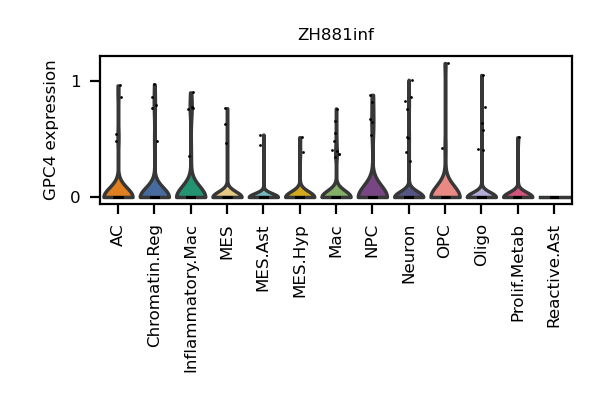 ZH881inf
GPC4 expression
1
0
AC
Chromatin.Reg
Inflammatory.Mac
MES
MES.Ast
MES.Hyp
Mac
NPC
Neuron
OPC
Oligo
Prolif.Metab
Reactive.Ast